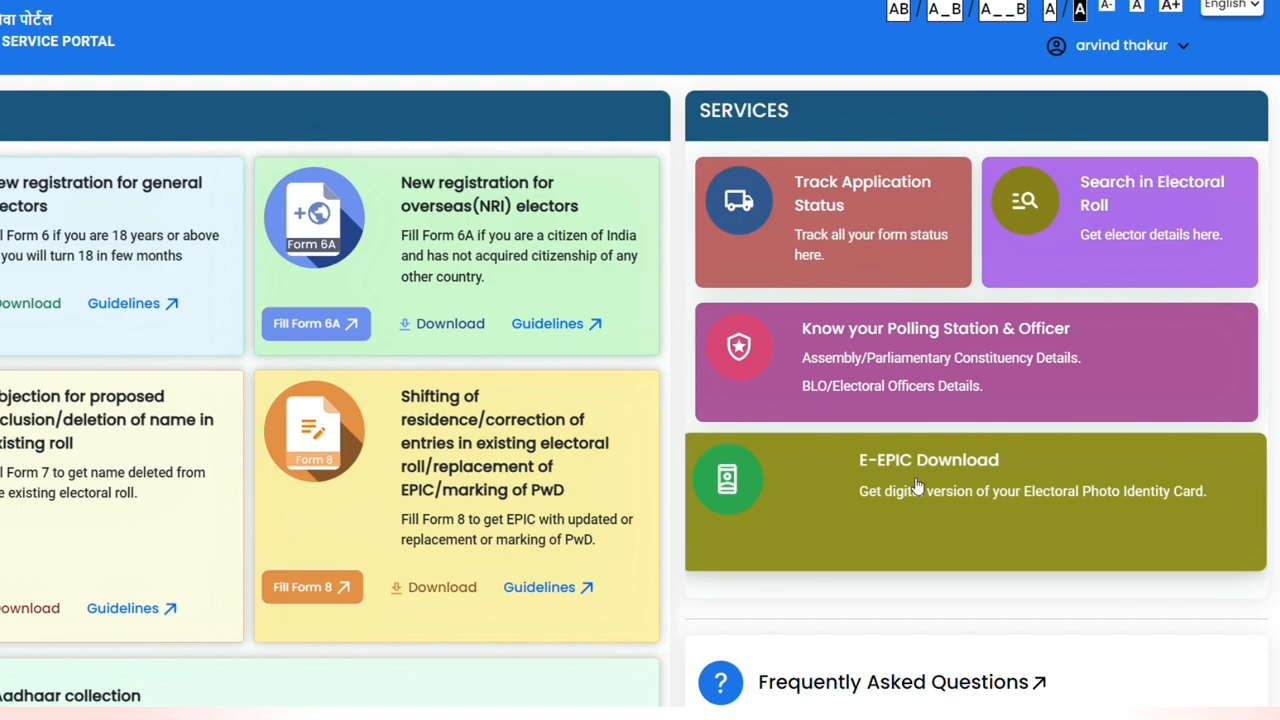 वा पोर्टल
SERVICE PORTAL
AB / A_B / A__B A / A A- A A+ English
arvind thakur
SERVICES
ew registration for general
ectors
l Form 6 if you are 18 years or above
you will turn 18 in few months
ownload Guidelines
New registration for
overseas(NRI) electors
Form 6A
Fill Form 6A if you are a citizen of India
and has not acquired citizenship of any
other country.
Fill Form 6A Download Guidelines
bjection for proposed
clusion/deletion of name in
xisting roll
l Form 7 to get name deleted from
e existing electoral roll.
ownload Guidelines
Shifting of
residence/correction of
entries in existing electoral
roll/replacement of
EPIC/marking of PwD
Form 8
Fill Form 8 to get EPIC with updated or
replacement or marking of PwD.
Fill Form 8 Download Guidelines
Aadhaar collection
Track Application
Status
Track all your form status
here.
Search in Electoral
Roll
Get elector details here.
Know your Polling Station & Officer
Assembly/Parliamentary Constituency Details.
BLO/Electoral Officers Details.
E-EPIC Download
Get digital version of your Electoral Photo Identity Card.
? Frequently Asked Questions